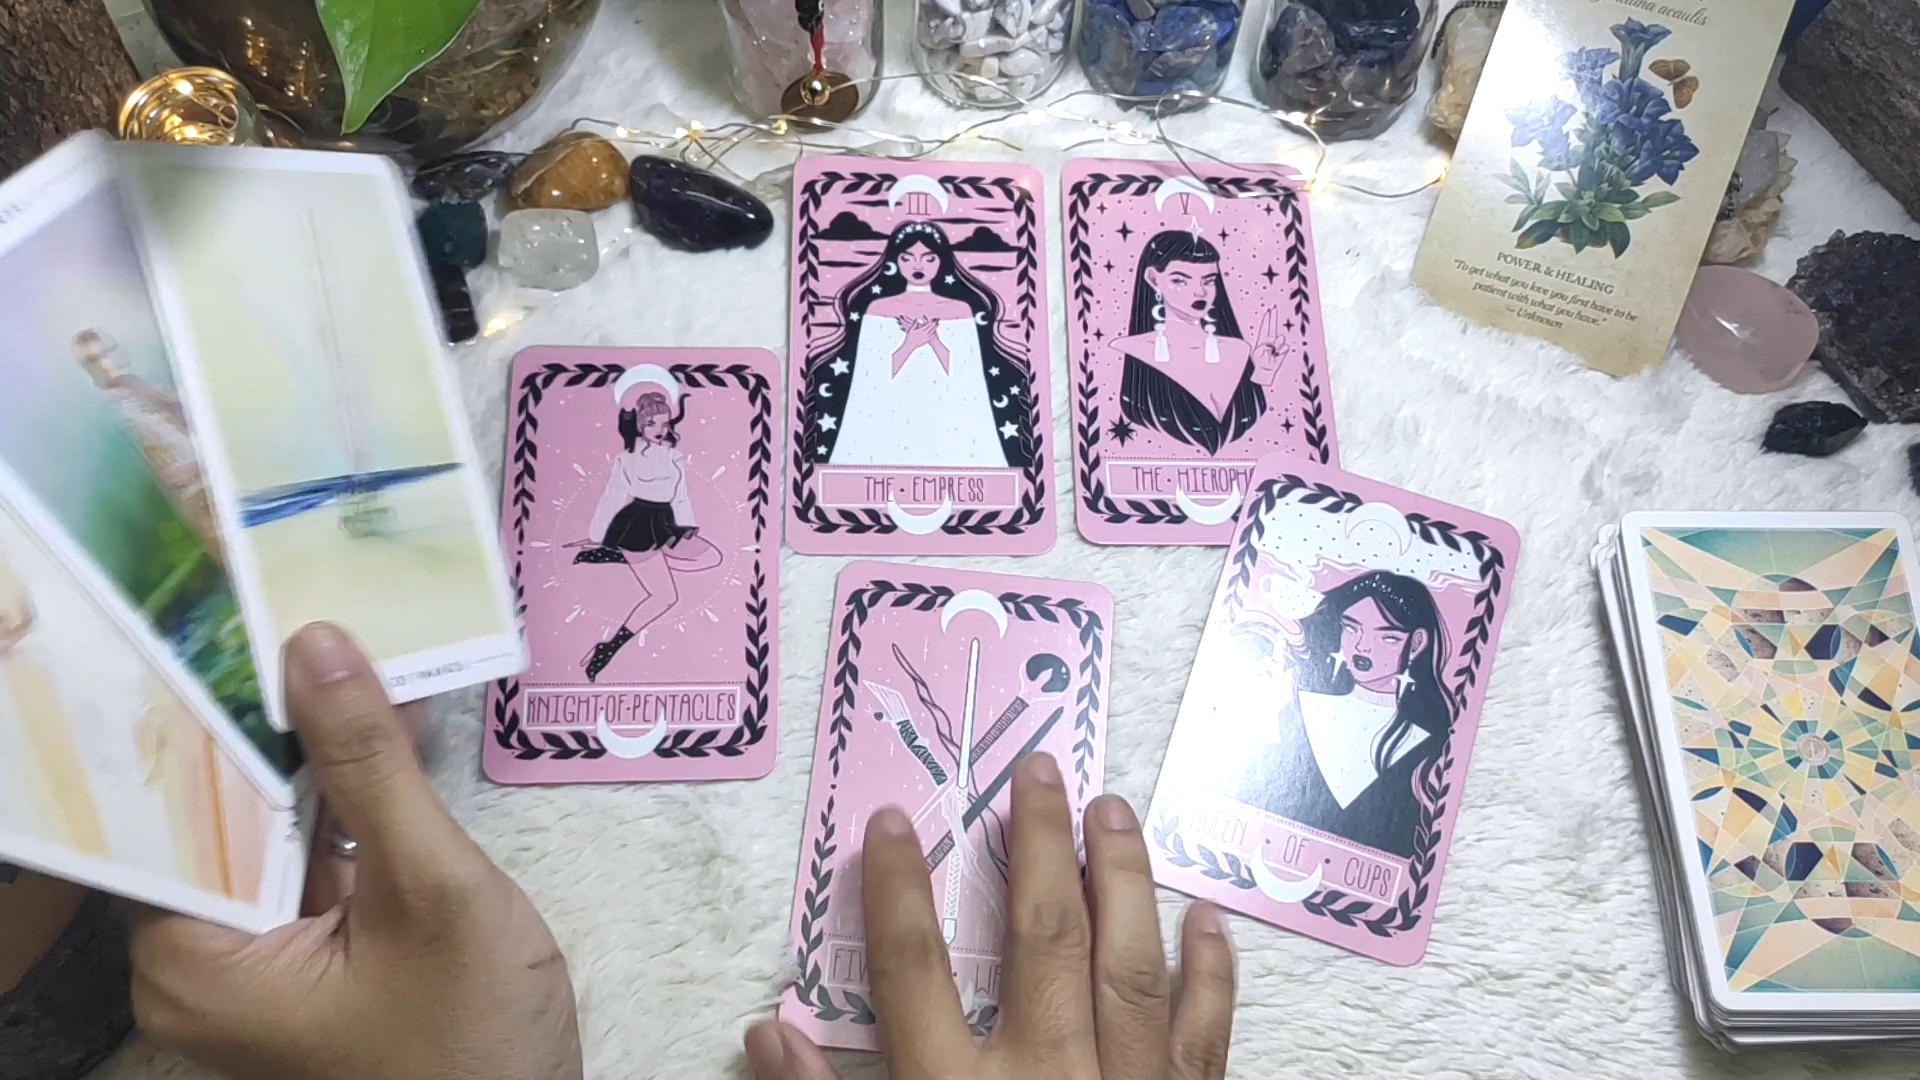 acaulis
POWER & HEALING
"To get what you love you first have to be
patient with what you have."
— Unknown
III
THE · EMPRESS
V
THE · HIEROPH
KNIGHT·OF·PENTACLES
OF · CUPS